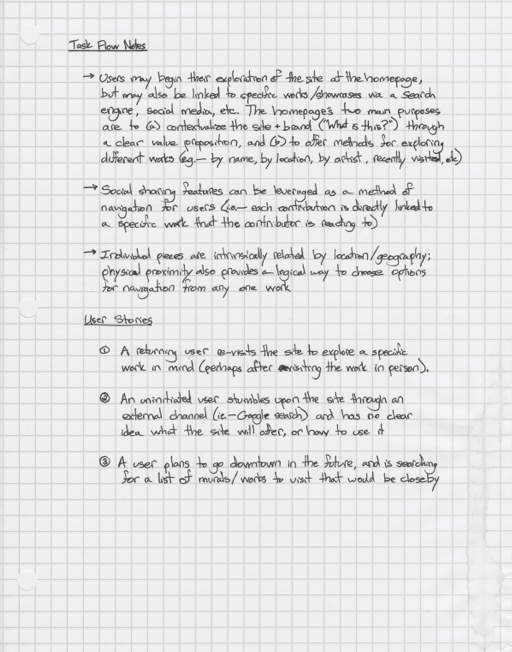 Task Flow Notes
→ Users may begin their exploration of the site at the homepage,
but may also be linked to specific works/showcases via a search
engine, social media, etc. The homepage's two main purposes
are to (a) contextualize the site + brand ("What is this?") through
a clear value proposition, and (b) to offer methods for exploring
different works (eg.— by name, by location, by artist, recently visited, etc)
→ Social sharing features can be leveraged as a method of
navigation for users (ie.— each contribution is directly linked to
a specific work that the contributor is reacting to)
→ Individual pieces are intrinsically related by location/geography;
physical proximity also provides a logical way to choose options
for navigation from any one work
User Stories
① A returning user re-visits the site to explore a specific
work in mind (perhaps after revisiting the work in person).
② An uninitiated user stumbles upon the site through an
external channel (ie— Google search) and has no clear
idea what the site will offer, or how to use it
③ A user plans to go downtown in the future, and is searching
for a list of murals/works to visit that would be closeby